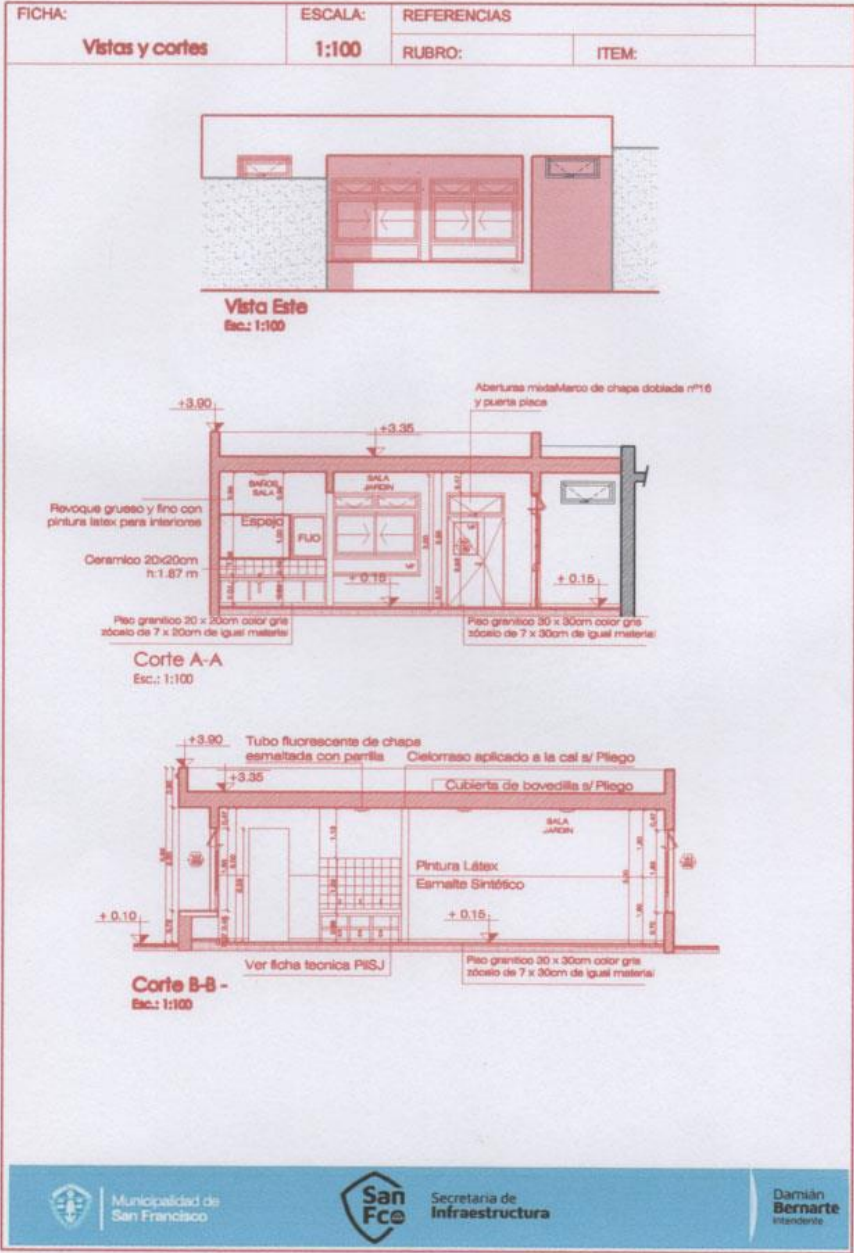 FICHA:
Vistas y cortes
ESCALA:
1:100
REFERENCIAS
RUBRO:
ITEM:
Vista Este
Esc.: 1:100
Aberturas mixtaMarco de chapa doblada nº16
y puerta placa
+3.90
+3.35
BAÑOS
SALA
SALA
JARDIN
Revoque grueso y fino con
pintura latex para interiores
Espejo
FIJO
Ceramico 20x20cm
h:1.87 m
+ 0.15
+ 0.15
Piso granitico 20 x 20cm color gris
zócalo de 7 x 20cm de igual material
Piso granitico 30 x 30cm color gris
zócalo de 7 x 30cm de igual material
Corte A-A
Esc.: 1:100
+3.90
Tubo fluorescente de chapa
esmaltada con parrilla
Cielorraso aplicado a la cal s/ Pliego
+3.35
Cubierta de bovedilla s/ Pliego
SALA
JARDIN
Pintura Látex
Esmalte Sintético
+ 0.10
+ 0.15
Ver ficha tecnica PIISJ
Piso granitico 30 x 30cm color gris
zócalo de 7 x 30cm de igual material
Corte B-B -
Esc.: 1:100
Municipalidad de
San Francisco
San
Fco
Secretaría de
Infraestructura
Damián
Bernarte
Intendente